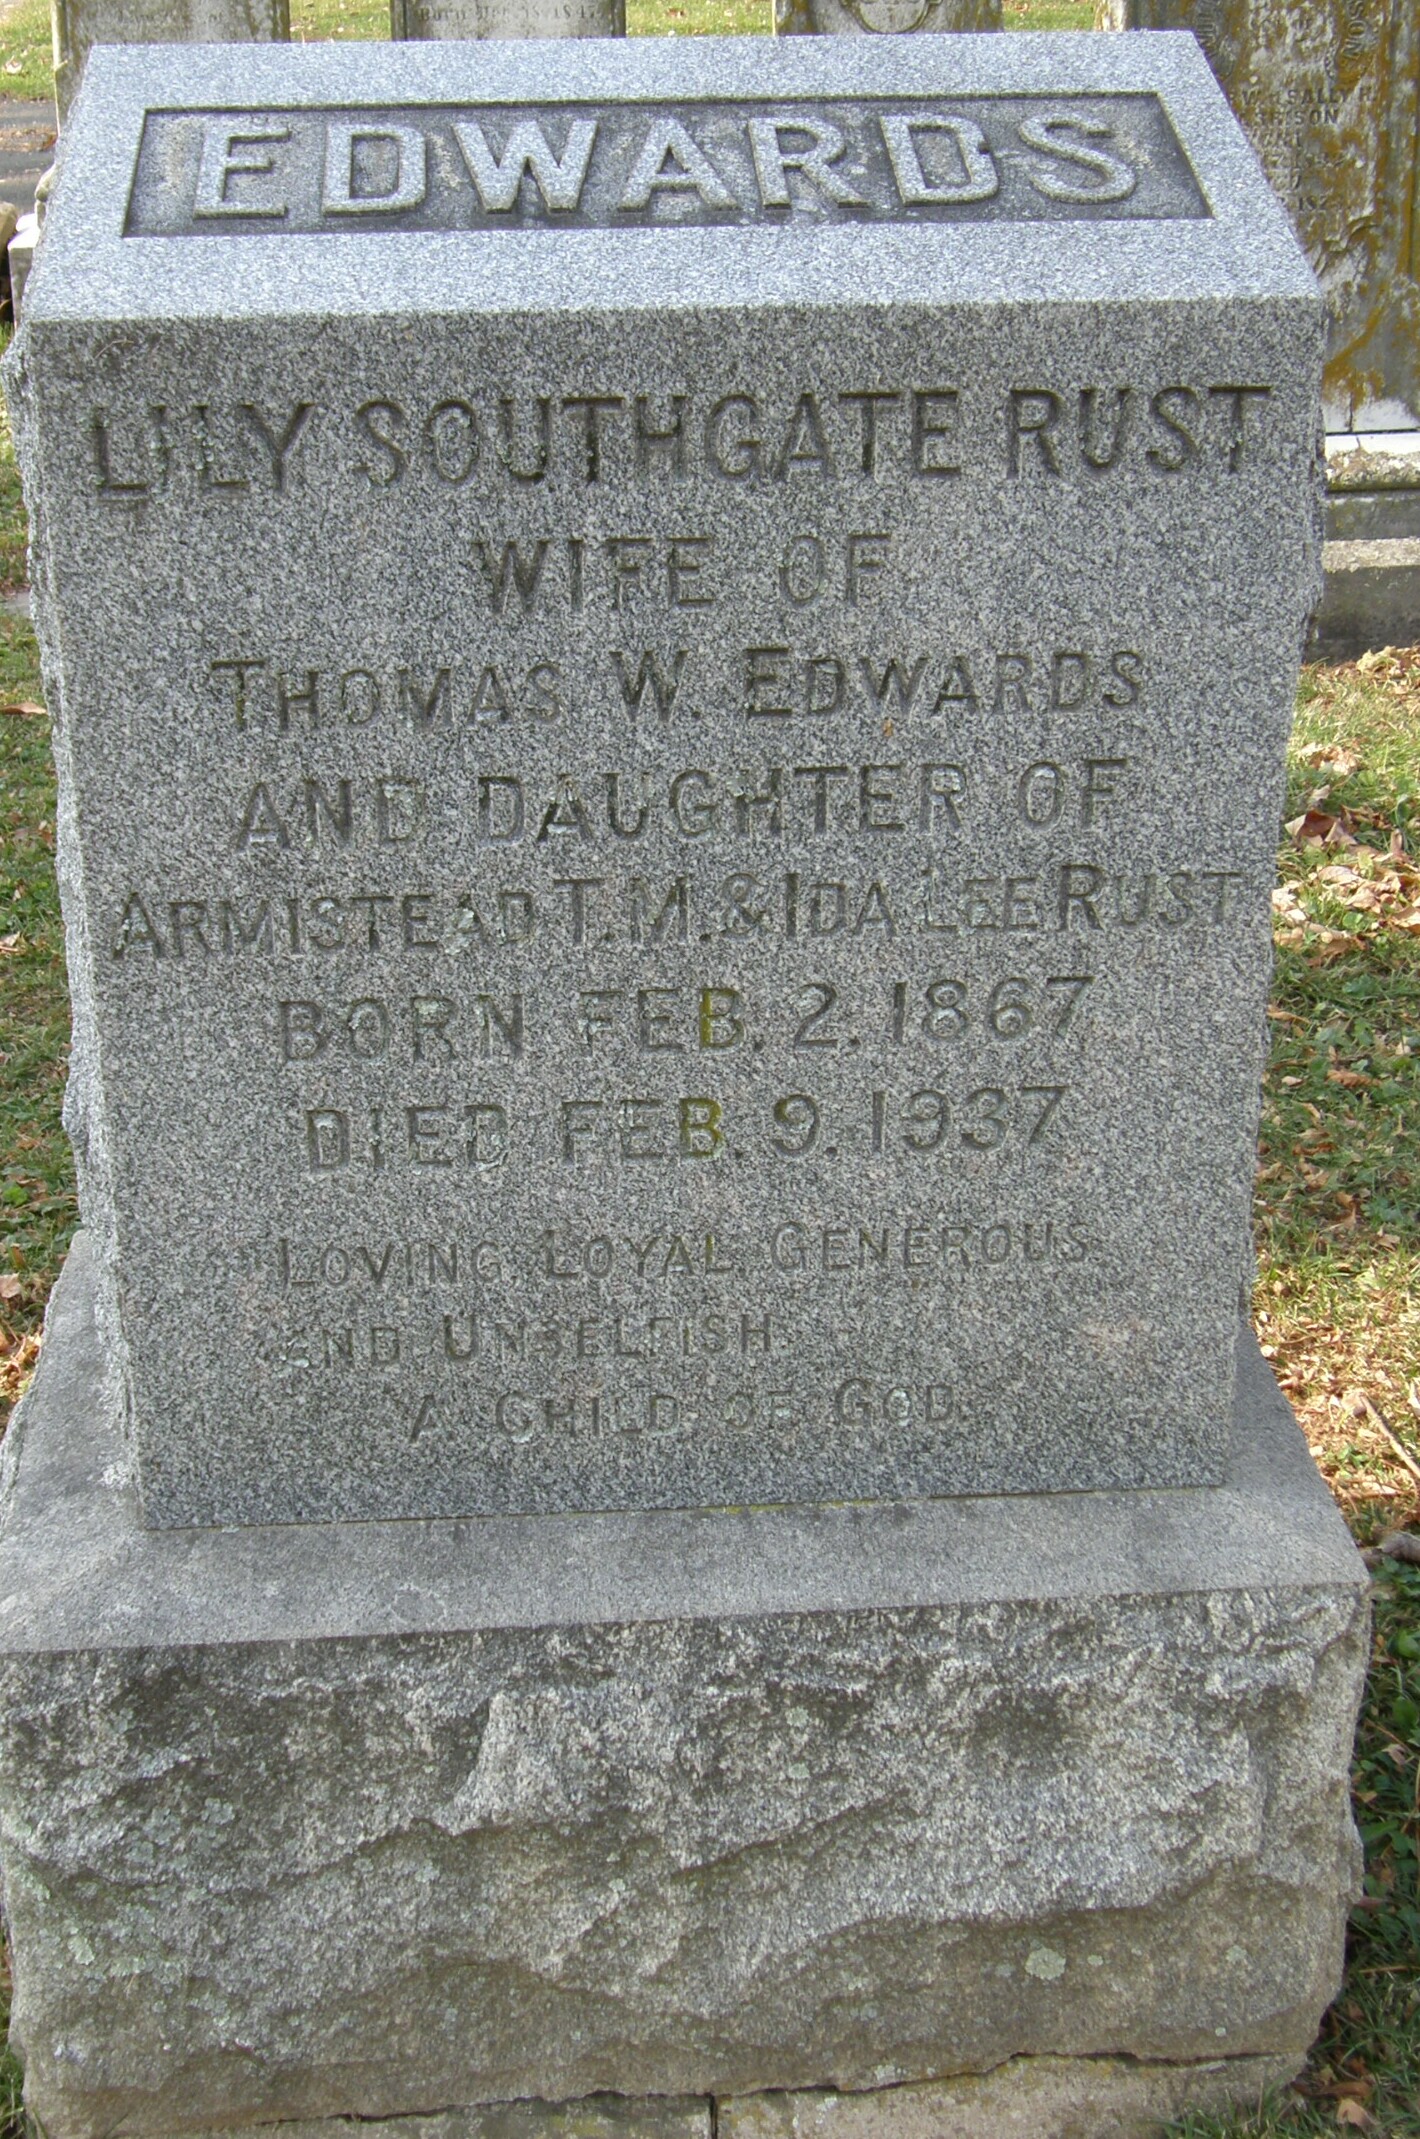 EDWARDS
LILY SOUTHGATE RUST
WIFE OF
THOMAS W. EDWARDS
AND DAUGHTER OF
ARMISTEAD T. M. & IDA LEE RUST
BORN FEB. 2. 1867
DIED FEB. 9. 1937
LOVING, LOYAL GENEROUS
AND UNSELFISH.
A CHILD OF GOD.
SALLY